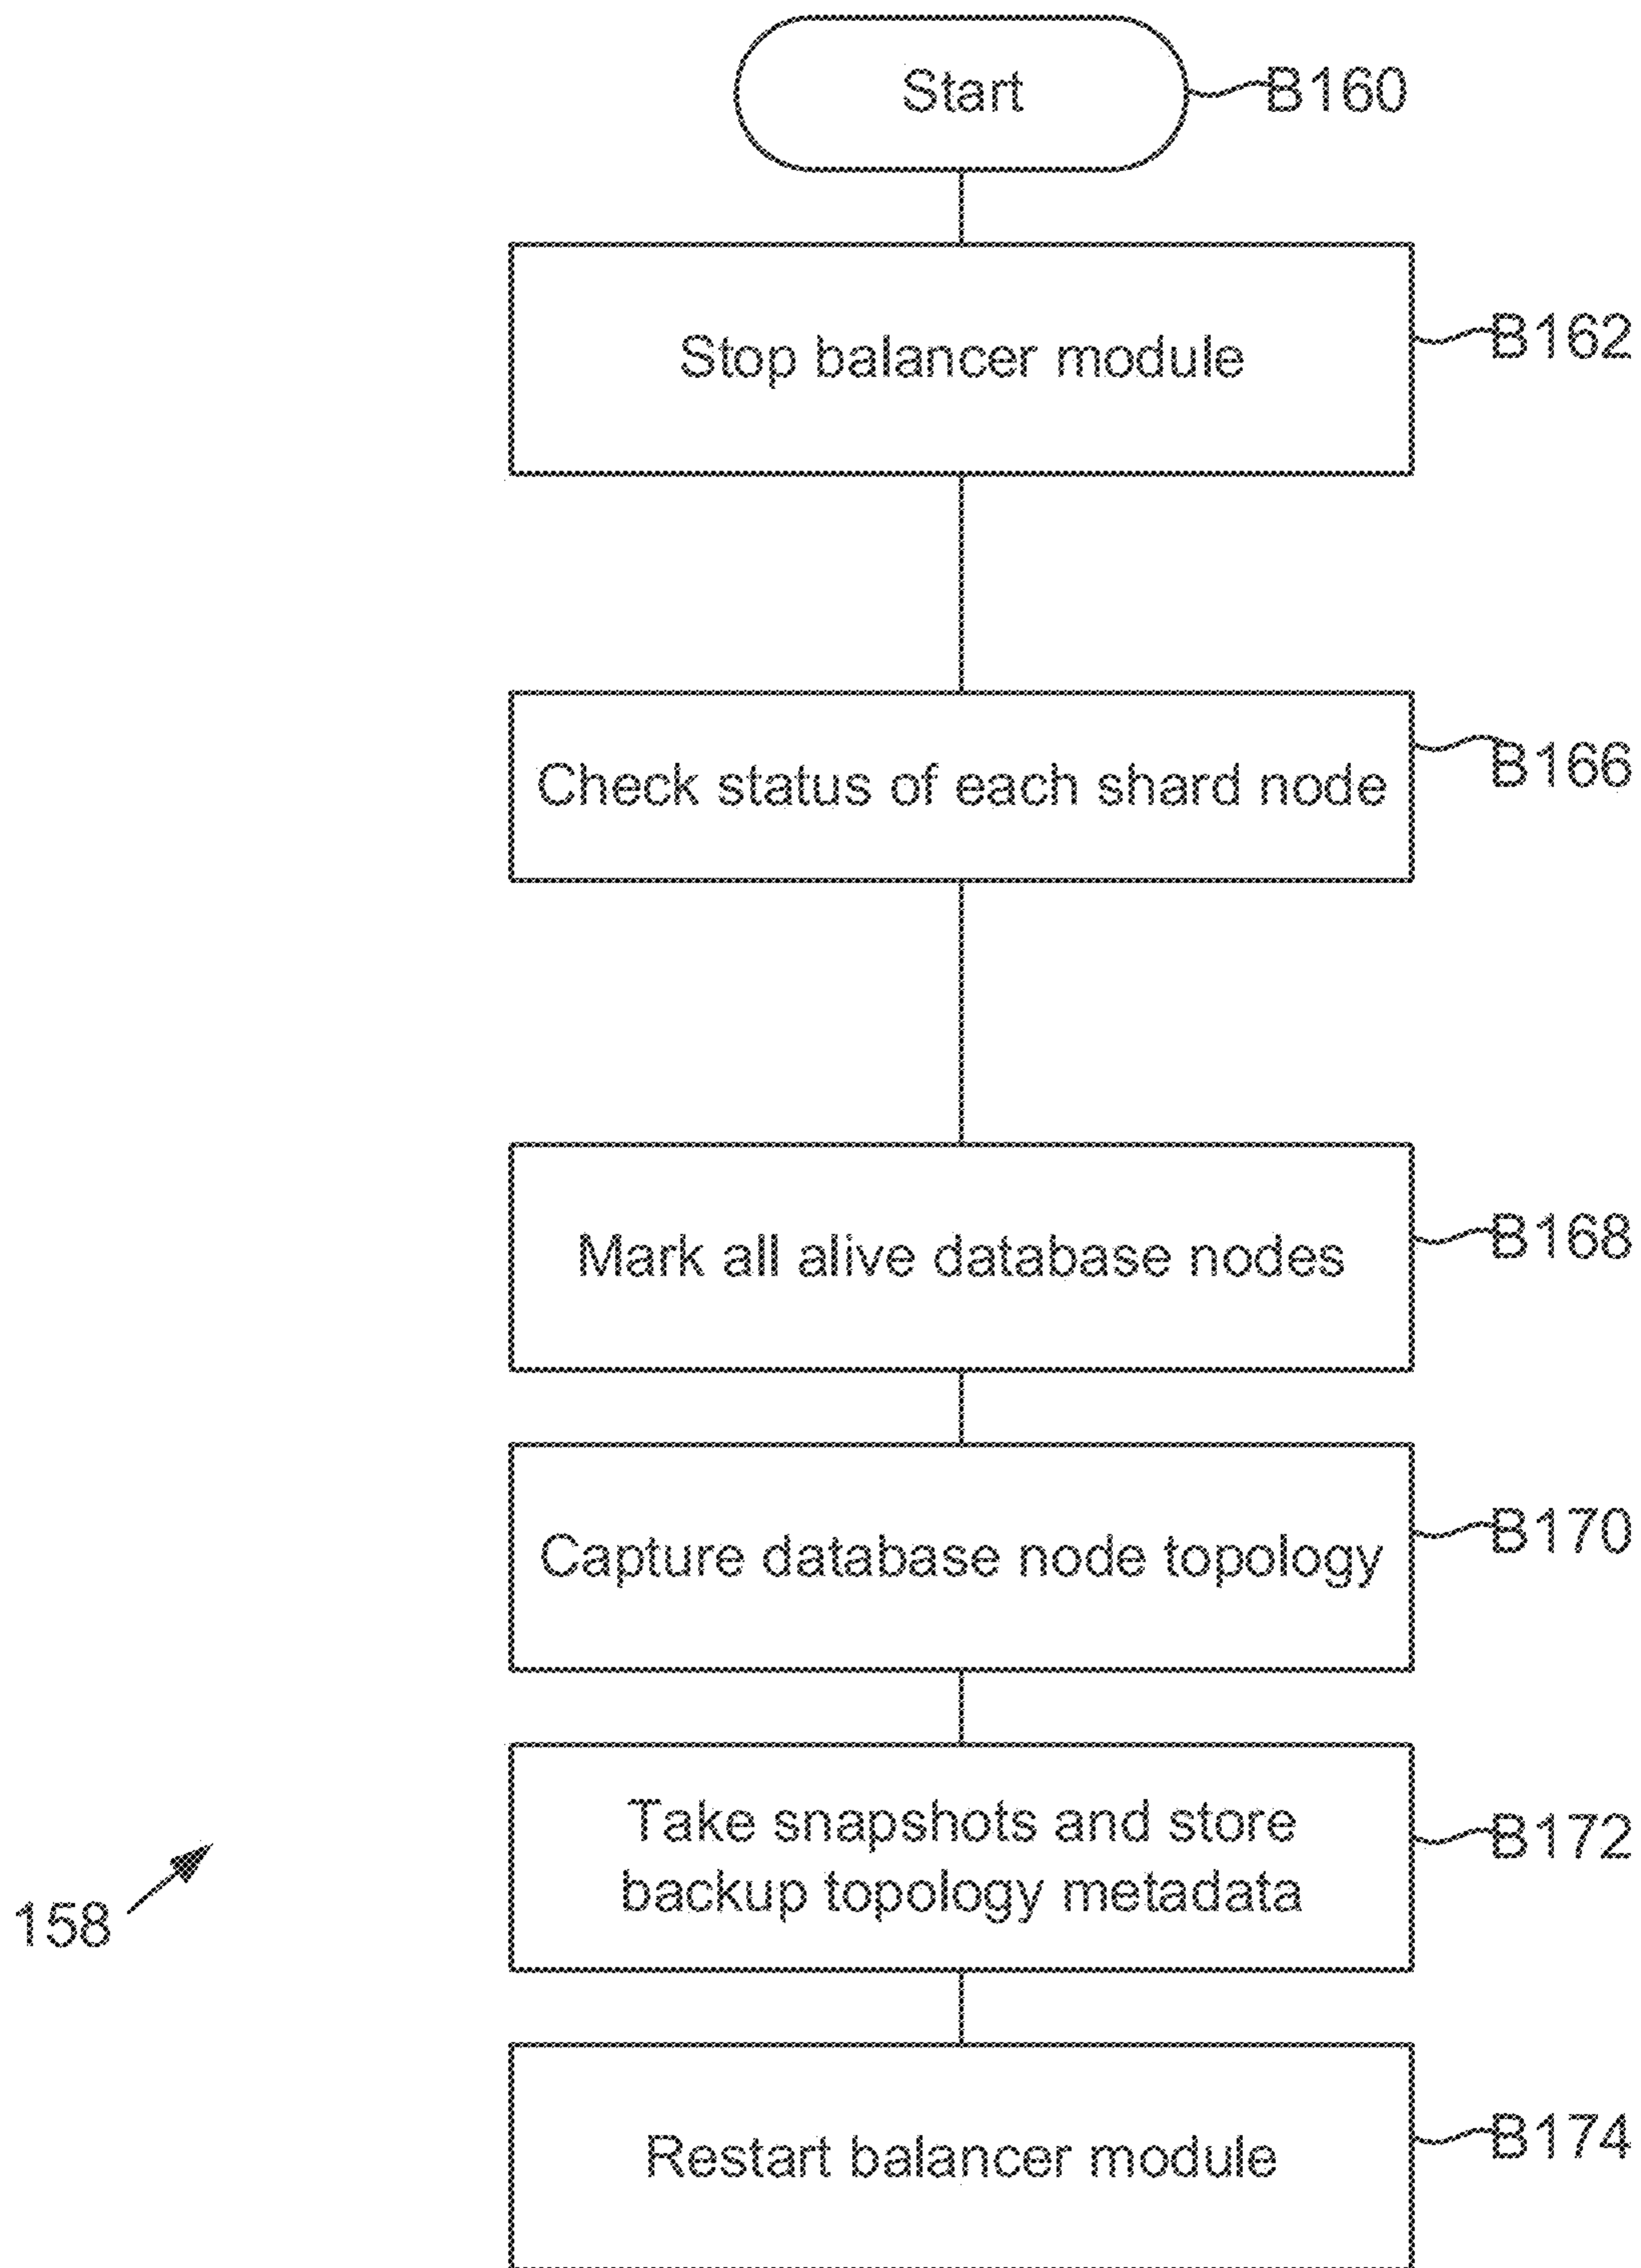 Start
B160
Stop balancer module
B162
Check status of each shard node
B166
Mark all alive database nodes
B168
Capture database node topology
B170
Take snapshots and store
backup topology metadata
B172
158
Restart balancer module
B174